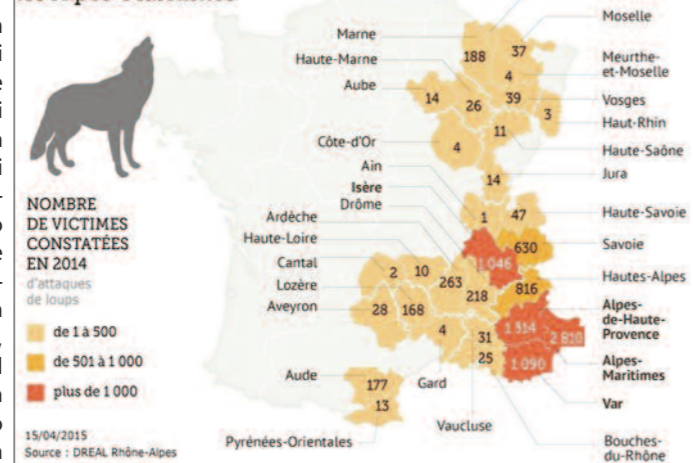 Marne
Haute-Marne
Aube
Côte-d'Or
Ain
Isère
Drôme
Ardèche
Haute-Loire
Cantal
Lozère
Aveyron
Aude
Pyrénées-Orientales
Gard
Vaucluse
Moselle
Meurthe-
et-Moselle
Vosges
Haut-Rhin
Haute-Saône
Jura
Haute-Savoie
Savoie
Hautes-Alpes
Alpes-
de-Haute-
Provence
Alpes-
Maritimes
Var
Bouches-
du-Rhône
188
37
4
14
26
39
3
11
4
14
1
47
630
1 046
816
2
10
263
218
28
168
4
31
25
1 314
2 810
1 090
177
13
NOMBRE
DE VICTIMES
CONSTATÉES
EN 2014
d'attaques
de loups
de 1 à 500
de 501 à 1 000
plus de 1 000
15/04/2015
Source : DREAL Rhône-Alpes